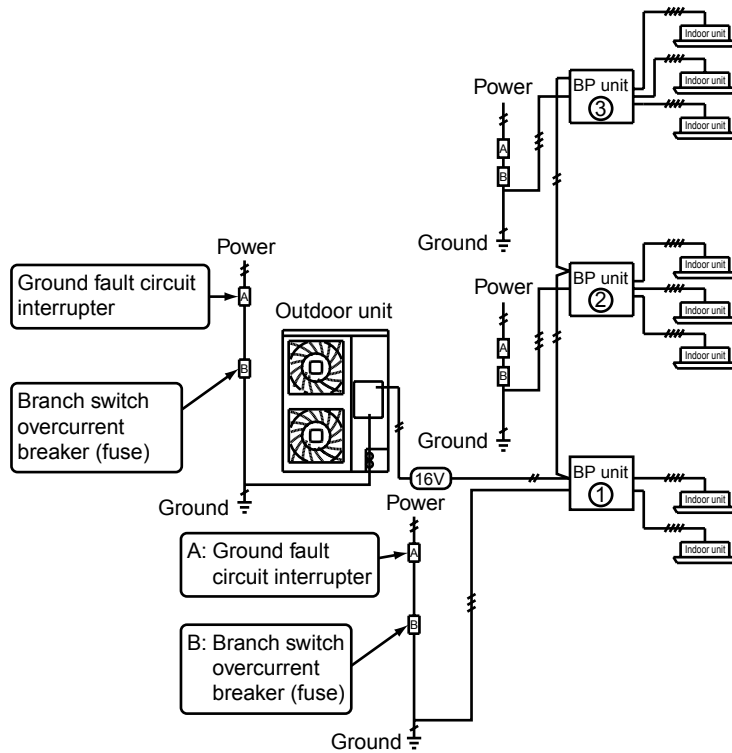 Indoor unit
Power
BP unit
3
Indoor unit
A
B
Indoor unit
Ground
Power
Ground fault circuit
interrupter
A
Power
BP unit
2
Indoor unit
Indoor unit
Outdoor unit
A
B
Indoor unit
B
Branch switch
overcurrent
breaker (fuse)
Ground
16V
BP unit
1
Indoor unit
Ground
Power
A: Ground fault
circuit interrupter
A
Indoor unit
B: Branch switch
overcurrent
breaker (fuse)
B
Ground